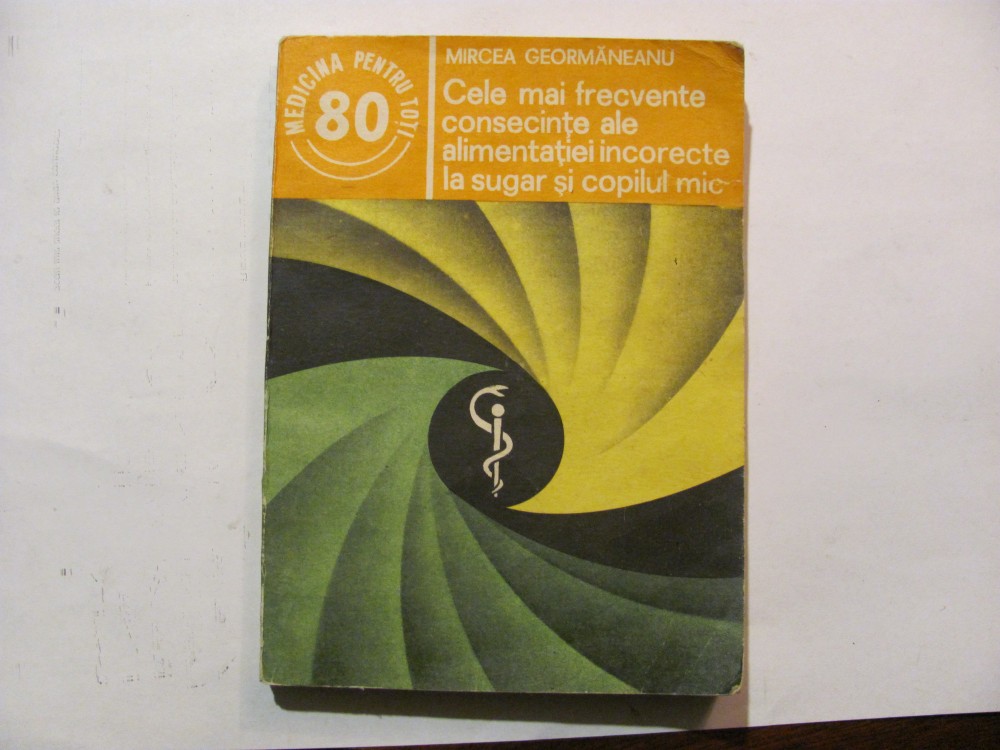 MEDICINA PENTRU TOȚI
80
MIRCEA GEORMĂNEANU
Cele mai frecvente
consecințe ale
alimentației incorecte
la sugar și copilul mic